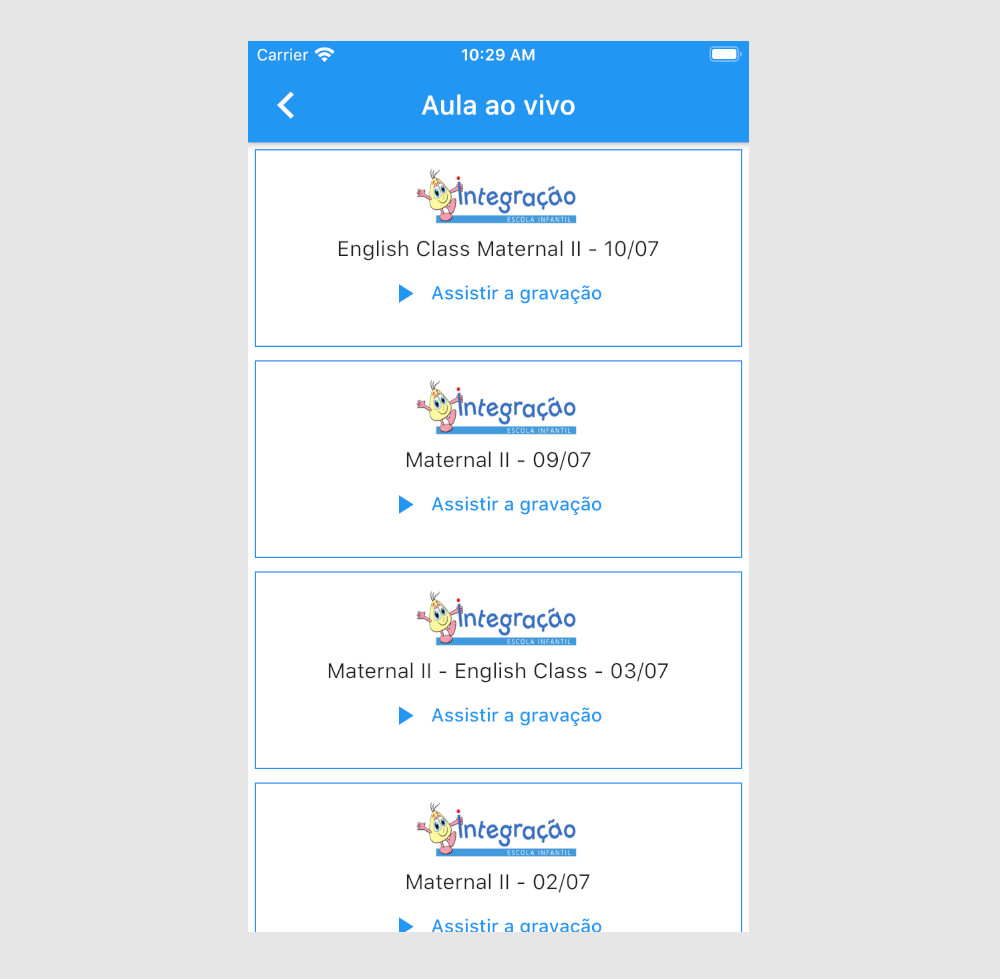 Carrier 10:29 AM
Aula ao vivo
integração
ESCOLA INFANTIL
English Class Maternal II - 10/07
Assistir a gravação
integração
ESCOLA INFANTIL
Maternal II - 09/07
Assistir a gravação
integração
ESCOLA INFANTIL
Maternal II - English Class - 03/07
Assistir a gravação
integração
ESCOLA INFANTIL
Maternal II - 02/07
Assistir a gravação